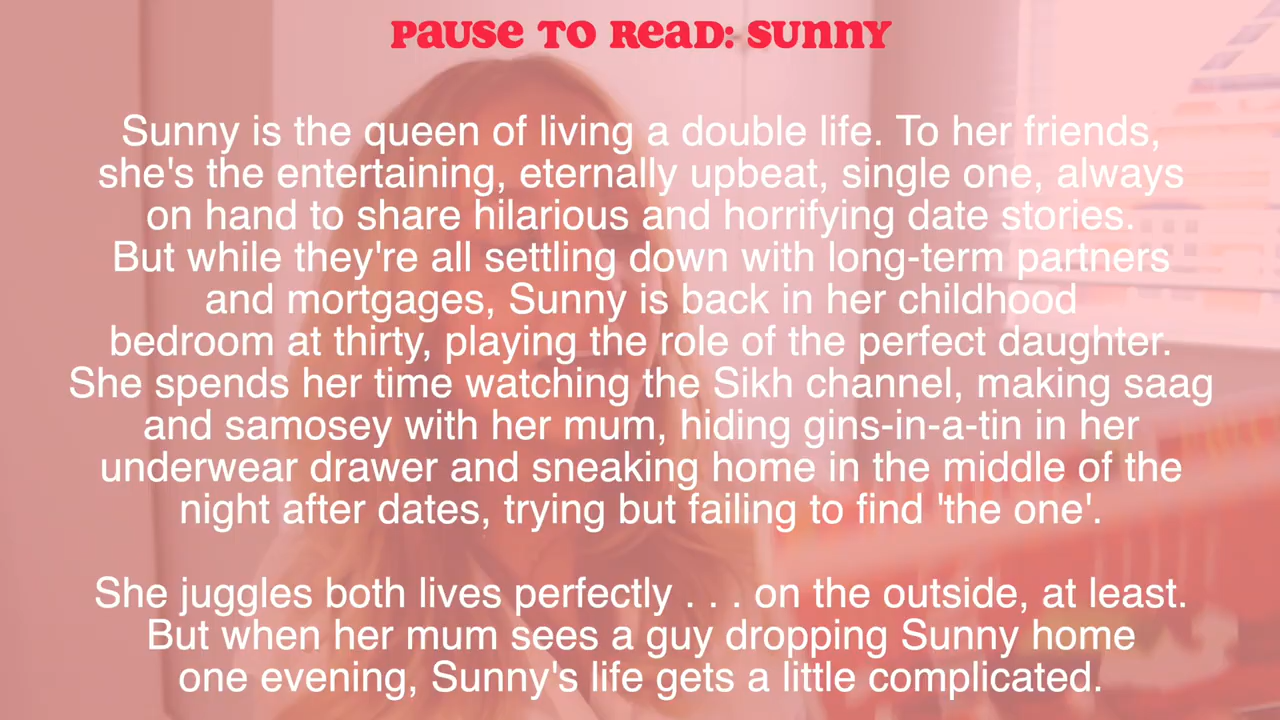 PAUSE TO READ: SUNNY
Sunny is the queen of living a double life. To her friends,
she's the entertaining, eternally upbeat, single one, always
on hand to share hilarious and horrifying date stories.
But while they're all settling down with long-term partners
and mortgages, Sunny is back in her childhood
bedroom at thirty, playing the role of the perfect daughter.
She spends her time watching the Sikh channel, making saag
and samosey with her mum, hiding gins-in-a-tin in her
underwear drawer and sneaking home in the middle of the
night after dates, trying but failing to find 'the one'.
She juggles both lives perfectly . . . on the outside, at least.
But when her mum sees a guy dropping Sunny home
one evening, Sunny's life gets a little complicated.